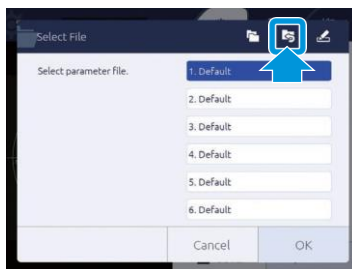 Select File
Select parameter file.
1. Default
2. Default
3. Default
4. Default
5. Default
6. Default
Cancel
OK